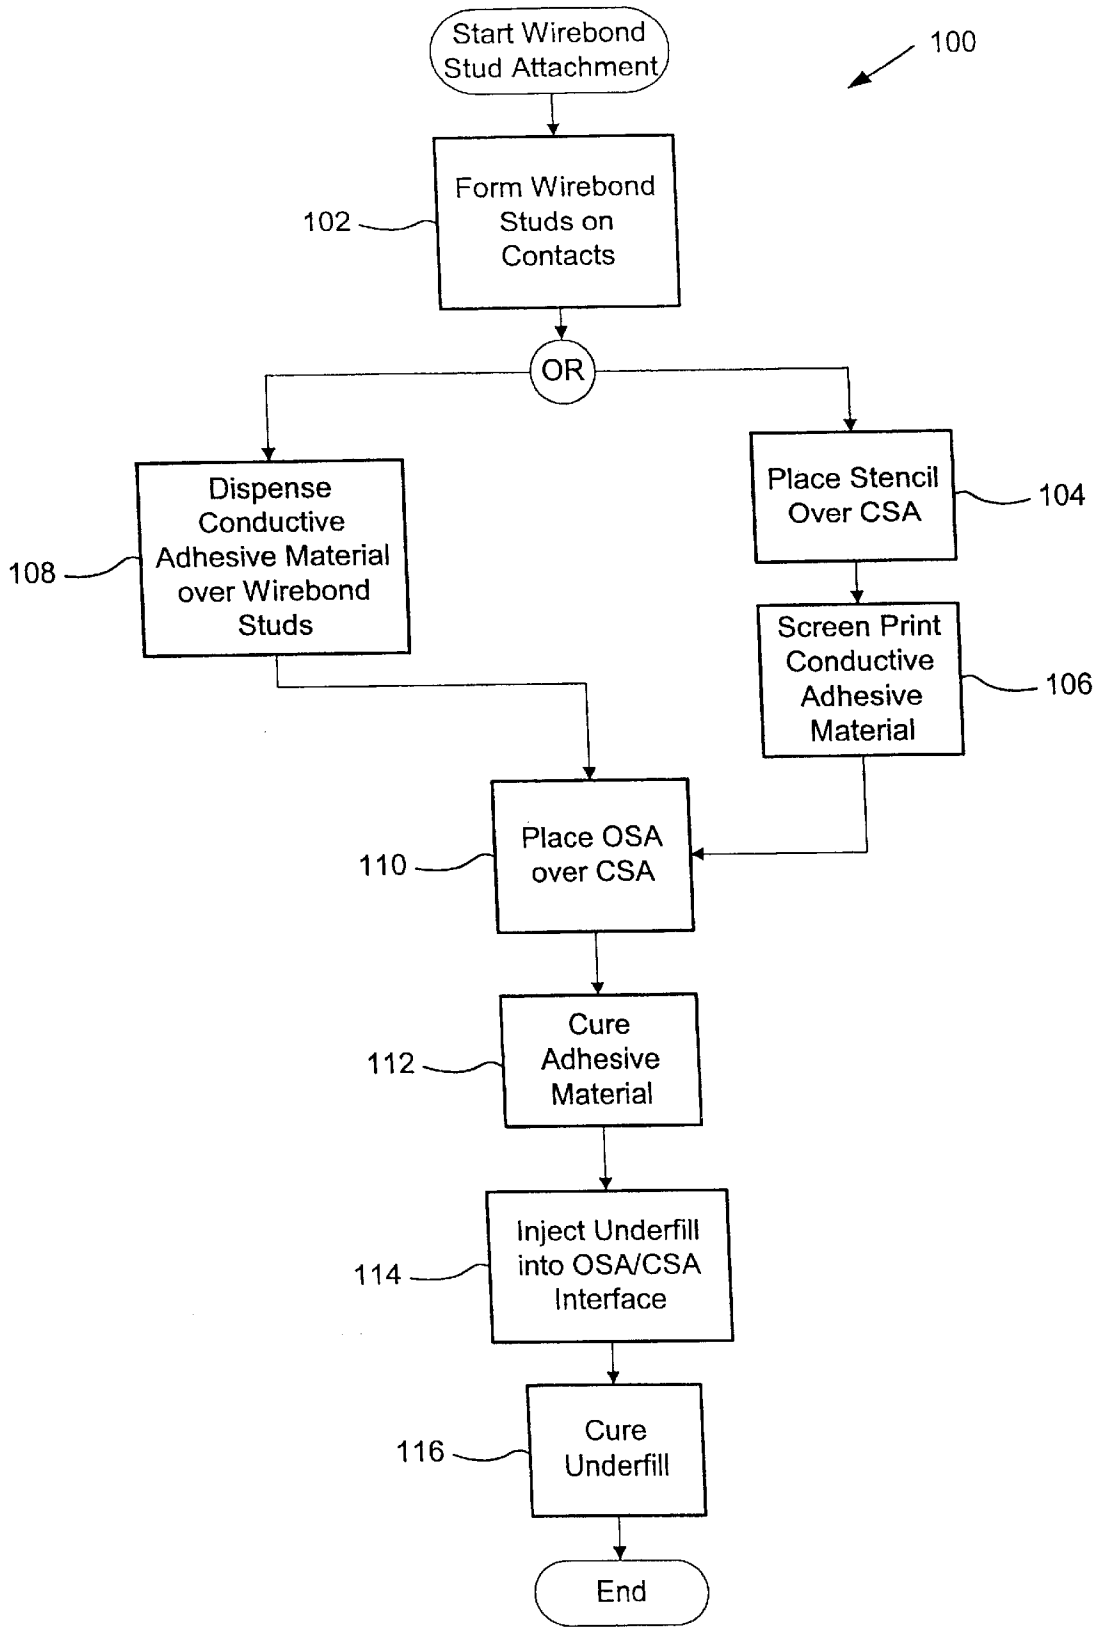 Start Wirebond
Stud Attachment
100
Form Wirebond
Studs on
Contacts
102
OR
Dispense
Conductive
Adhesive Material
over Wirebond
Studs
108
Place Stencil
Over CSA
104
Screen Print
Conductive
Adhesive
Material
106
Place OSA
over CSA
110
Cure
Adhesive
Material
112
Inject Underfill
into OSA/CSA
Interface
114
Cure
Underfill
116
End